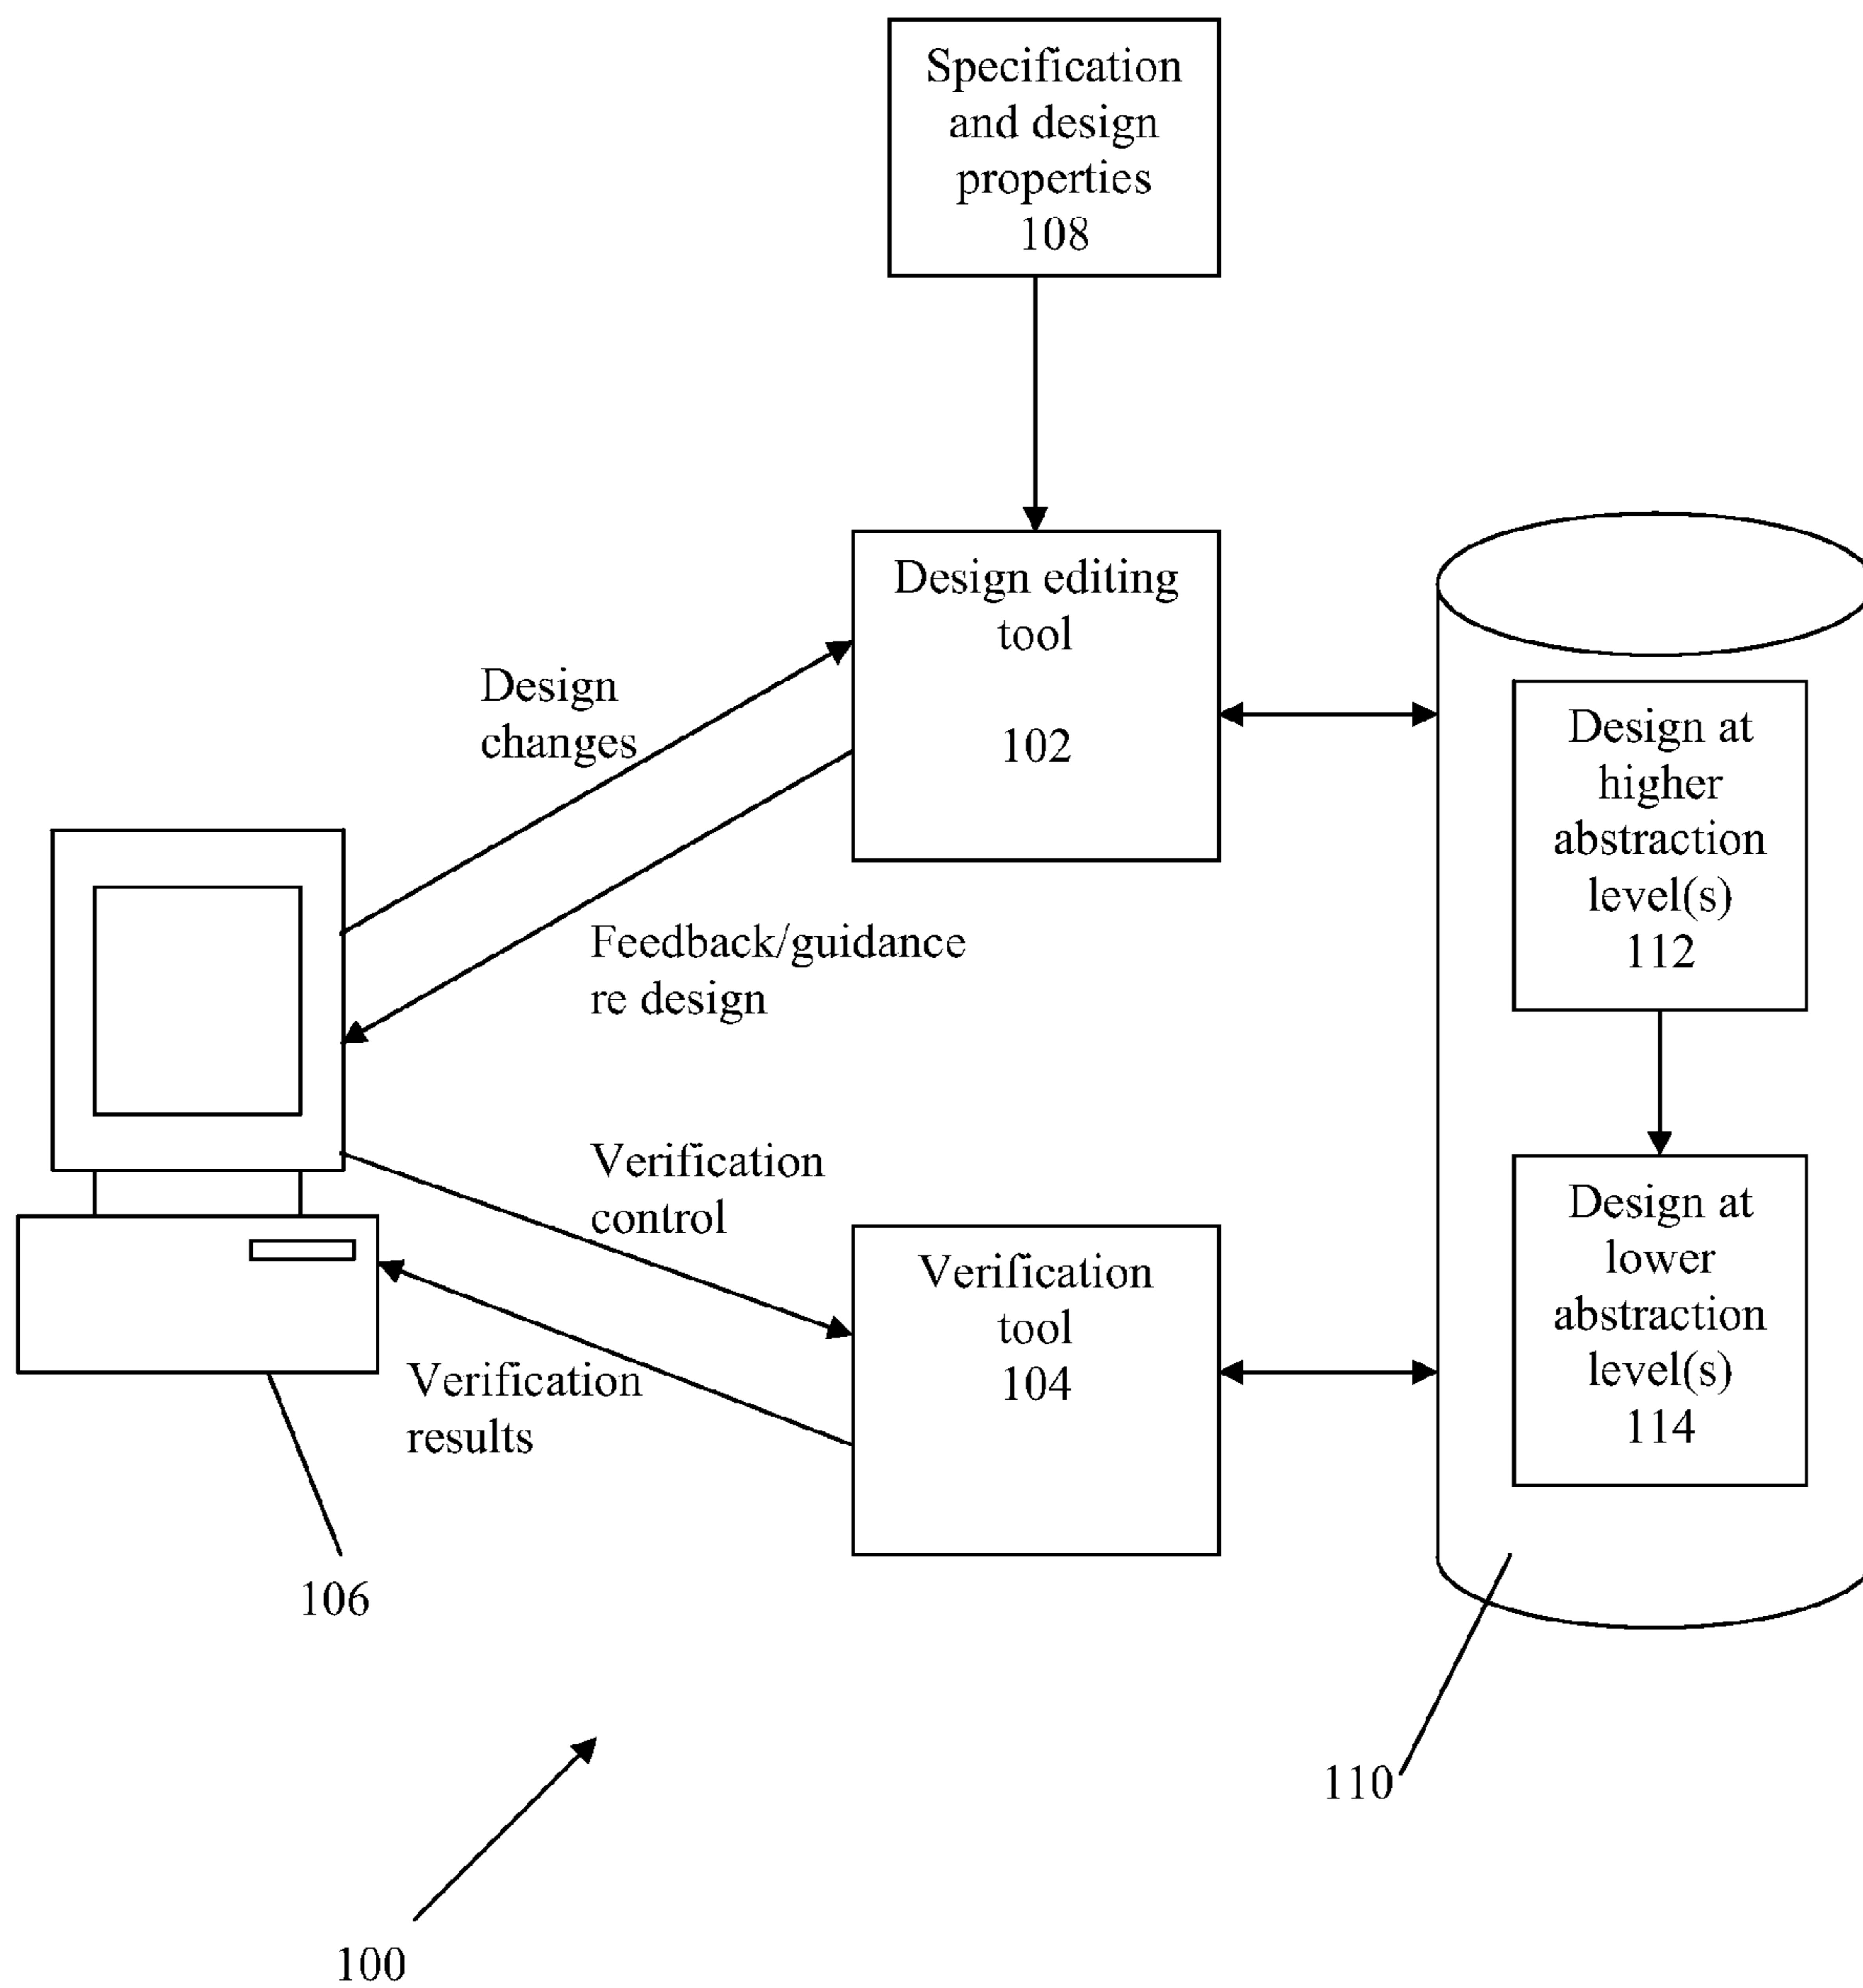 Specification
and design
properties
108
Design editing
tool
102
Design
changes
Feedback/guidance
re design
Design at
higher
abstraction
level(s)
112
Verification
control
Verification
tool
104
Verification
results
Design at
lower
abstraction
level(s)
114
106
110
100